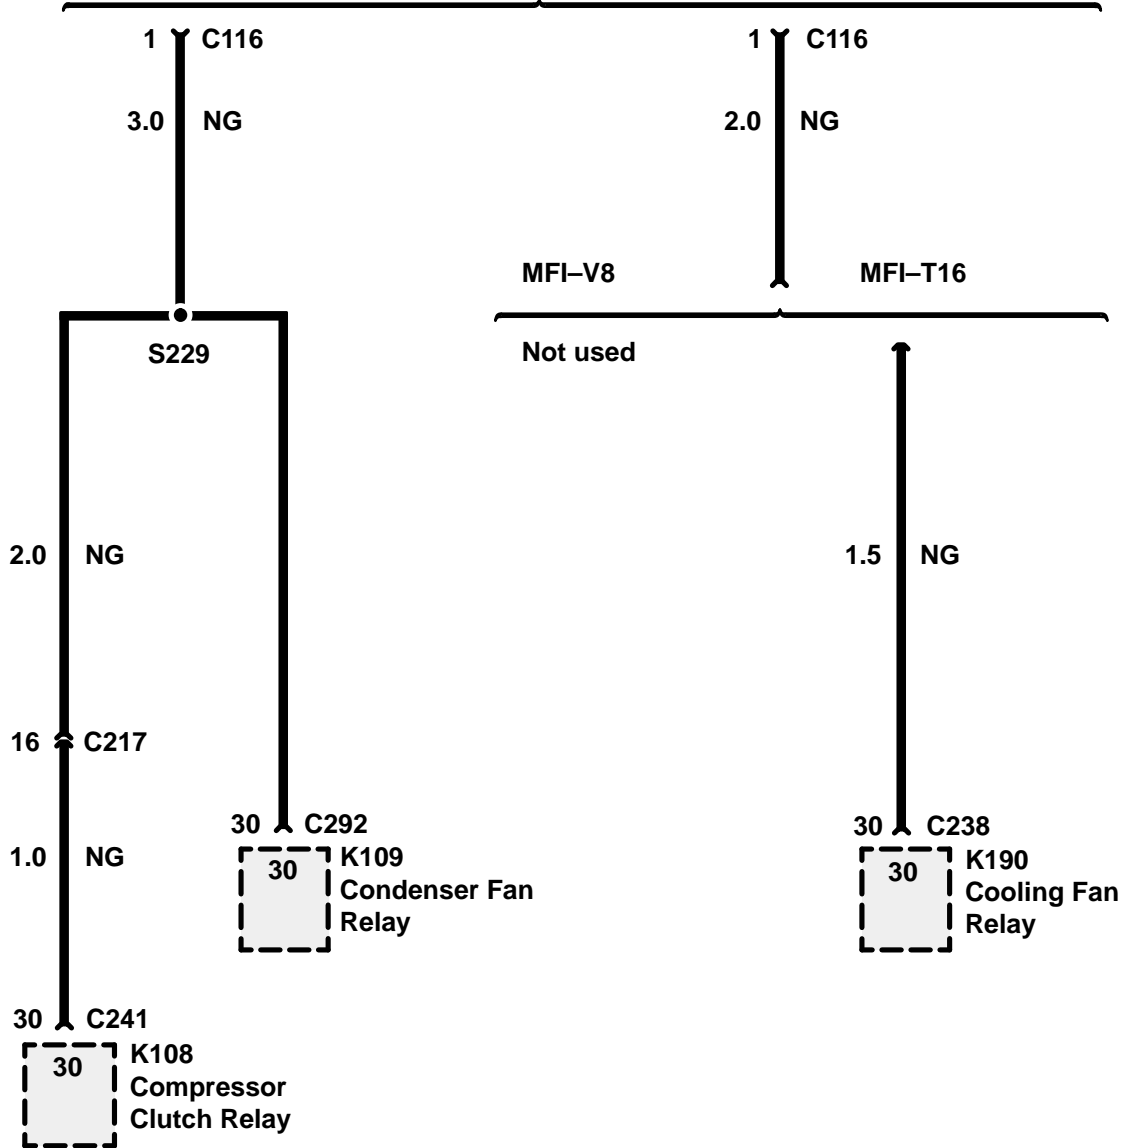 1 C116
1 C116
3.0 NG
2.0 NG
MFI–V8
MFI–T16
Not used
S229
2.0 NG
1.5 NG
16 C217
30 C292
30 C238
1.0 NG
30
K109
Condenser Fan
Relay
30
K190
Cooling Fan
Relay
30 C241
30
K108
Compressor
Clutch Relay